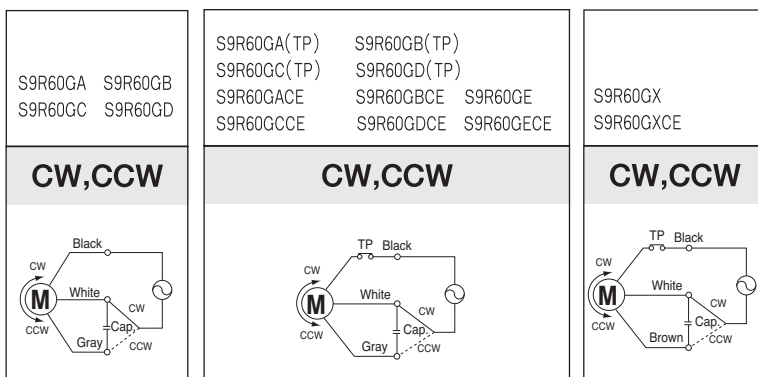 S9R60GA S9R60GB
S9R60GC S9R60GD
CW,CCW
Black
CW
M
White
CW
CCW
Cap.
Gray
CCW
S9R60GA(TP) S9R60GB(TP)
S9R60GC(TP) S9R60GD(TP)
S9R60GACE S9R60GBCE S9R60GE
S9R60GCCE S9R60GDCE S9R60GECE
CW,CCW
TP Black
CW
M
White
CW
CCW
Cap.
Gray
CCW
S9R60GX
S9R60GXCE
CW,CCW
TP Black
CW
M
White
CW
CCW
Cap.
Brown
CCW